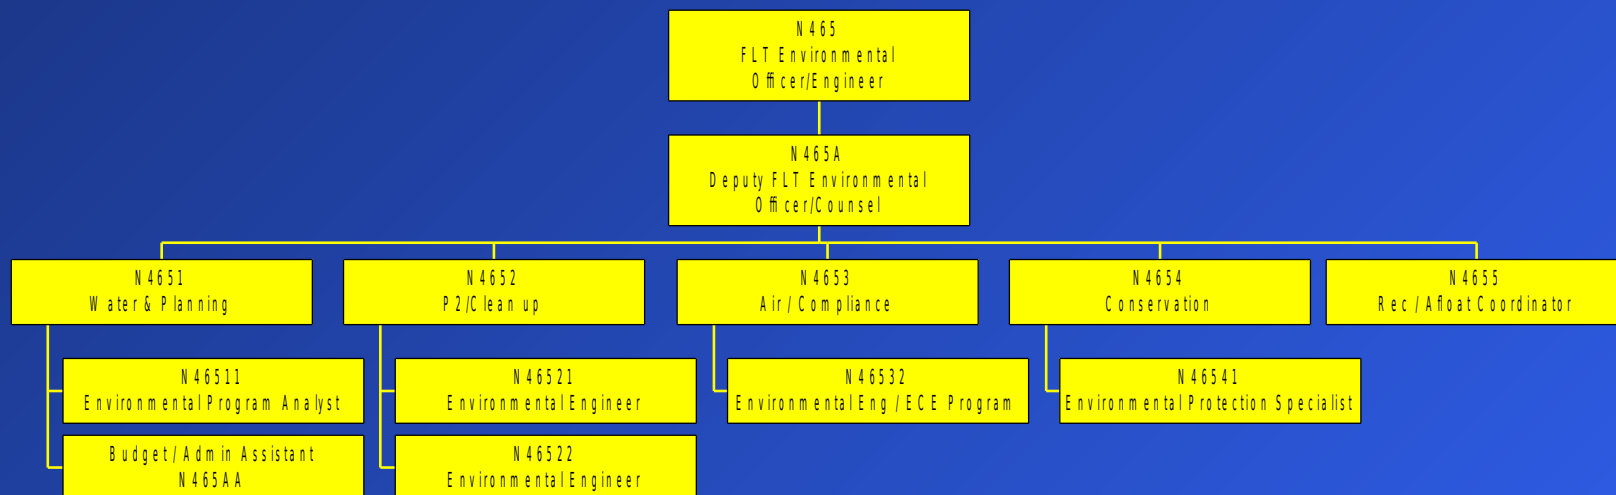 N465
FLT Environmental
Officer/Engineer
N465A
Deputy FLT Environmental
Officer/Counsel
N4651
Water & Planning
N4652
P2/Clean up
N4653
Air / Compliance
N4654
Conservation
N4655
Rec / Afloat Coordinator
N46511
Environmental Program Analyst
N46521
Environmental Engineer
N46532
Environmental Eng / ECE Program
N46541
Environmental Protection Specialist
Budget / Admin Assistant
N465AA
N46522
Environmental Engineer